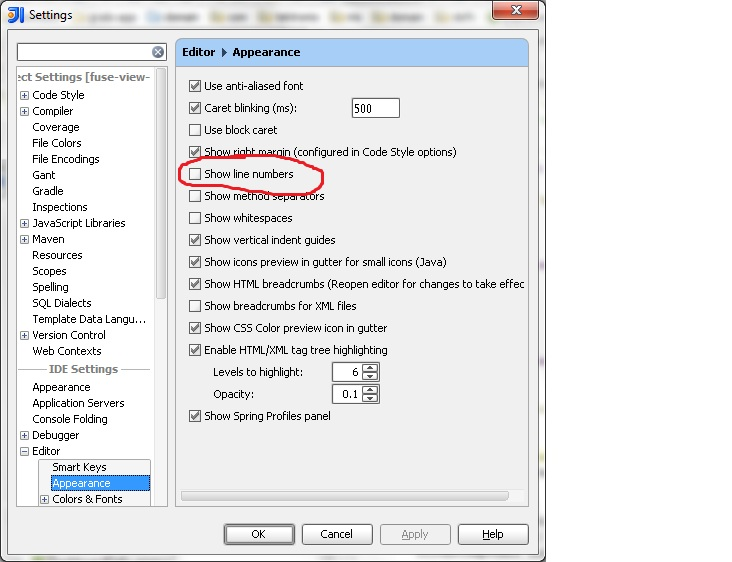 Settings
ect Settings [fuse-view-
Code Style
Compiler
Coverage
File Colors
File Encodings
Gant
Gradle
Inspections
JavaScript Libraries
Maven
Resources
Scopes
Spelling
SQL Dialects
Template Data Langu...
Version Control
Web Contexts
IDE Settings
Appearance
Application Servers
Console Folding
Debugger
Editor
Smart Keys
Appearance
Colors & Fonts
Editor Appearance
Use anti-aliased font
Caret blinking (ms): 500
Use block caret
Show right margin (configured in Code Style options)
Show line numbers
Show method separators
Show whitespaces
Show vertical indent guides
Show icons preview in gutter for small icons (Java)
Show HTML breadcrumbs (Reopen editor for changes to take effec
Show breadcrumbs for XML files
Show CSS Color preview icon in gutter
Enable HTML/XML tag tree highlighting
Levels to highlight: 6
Opacity: 0.1
Show Spring Profiles panel
OK Cancel Apply Help